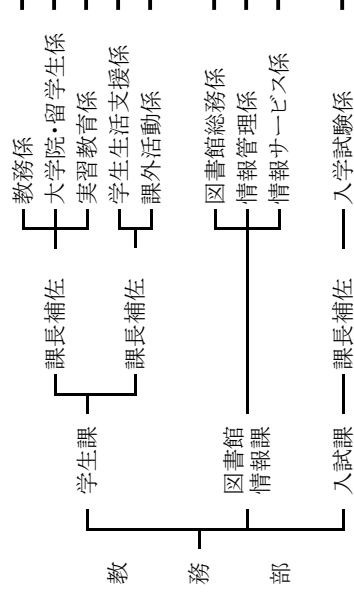 教務部
学生課
課長補佐
教務係
大学院・留学生係
実習教育係
課長補佐
学生生活支援係
課外活動係
図書館
情報課
図書館総務係
情報管理係
情報サービス係
入試課
課長補佐
入学試験係